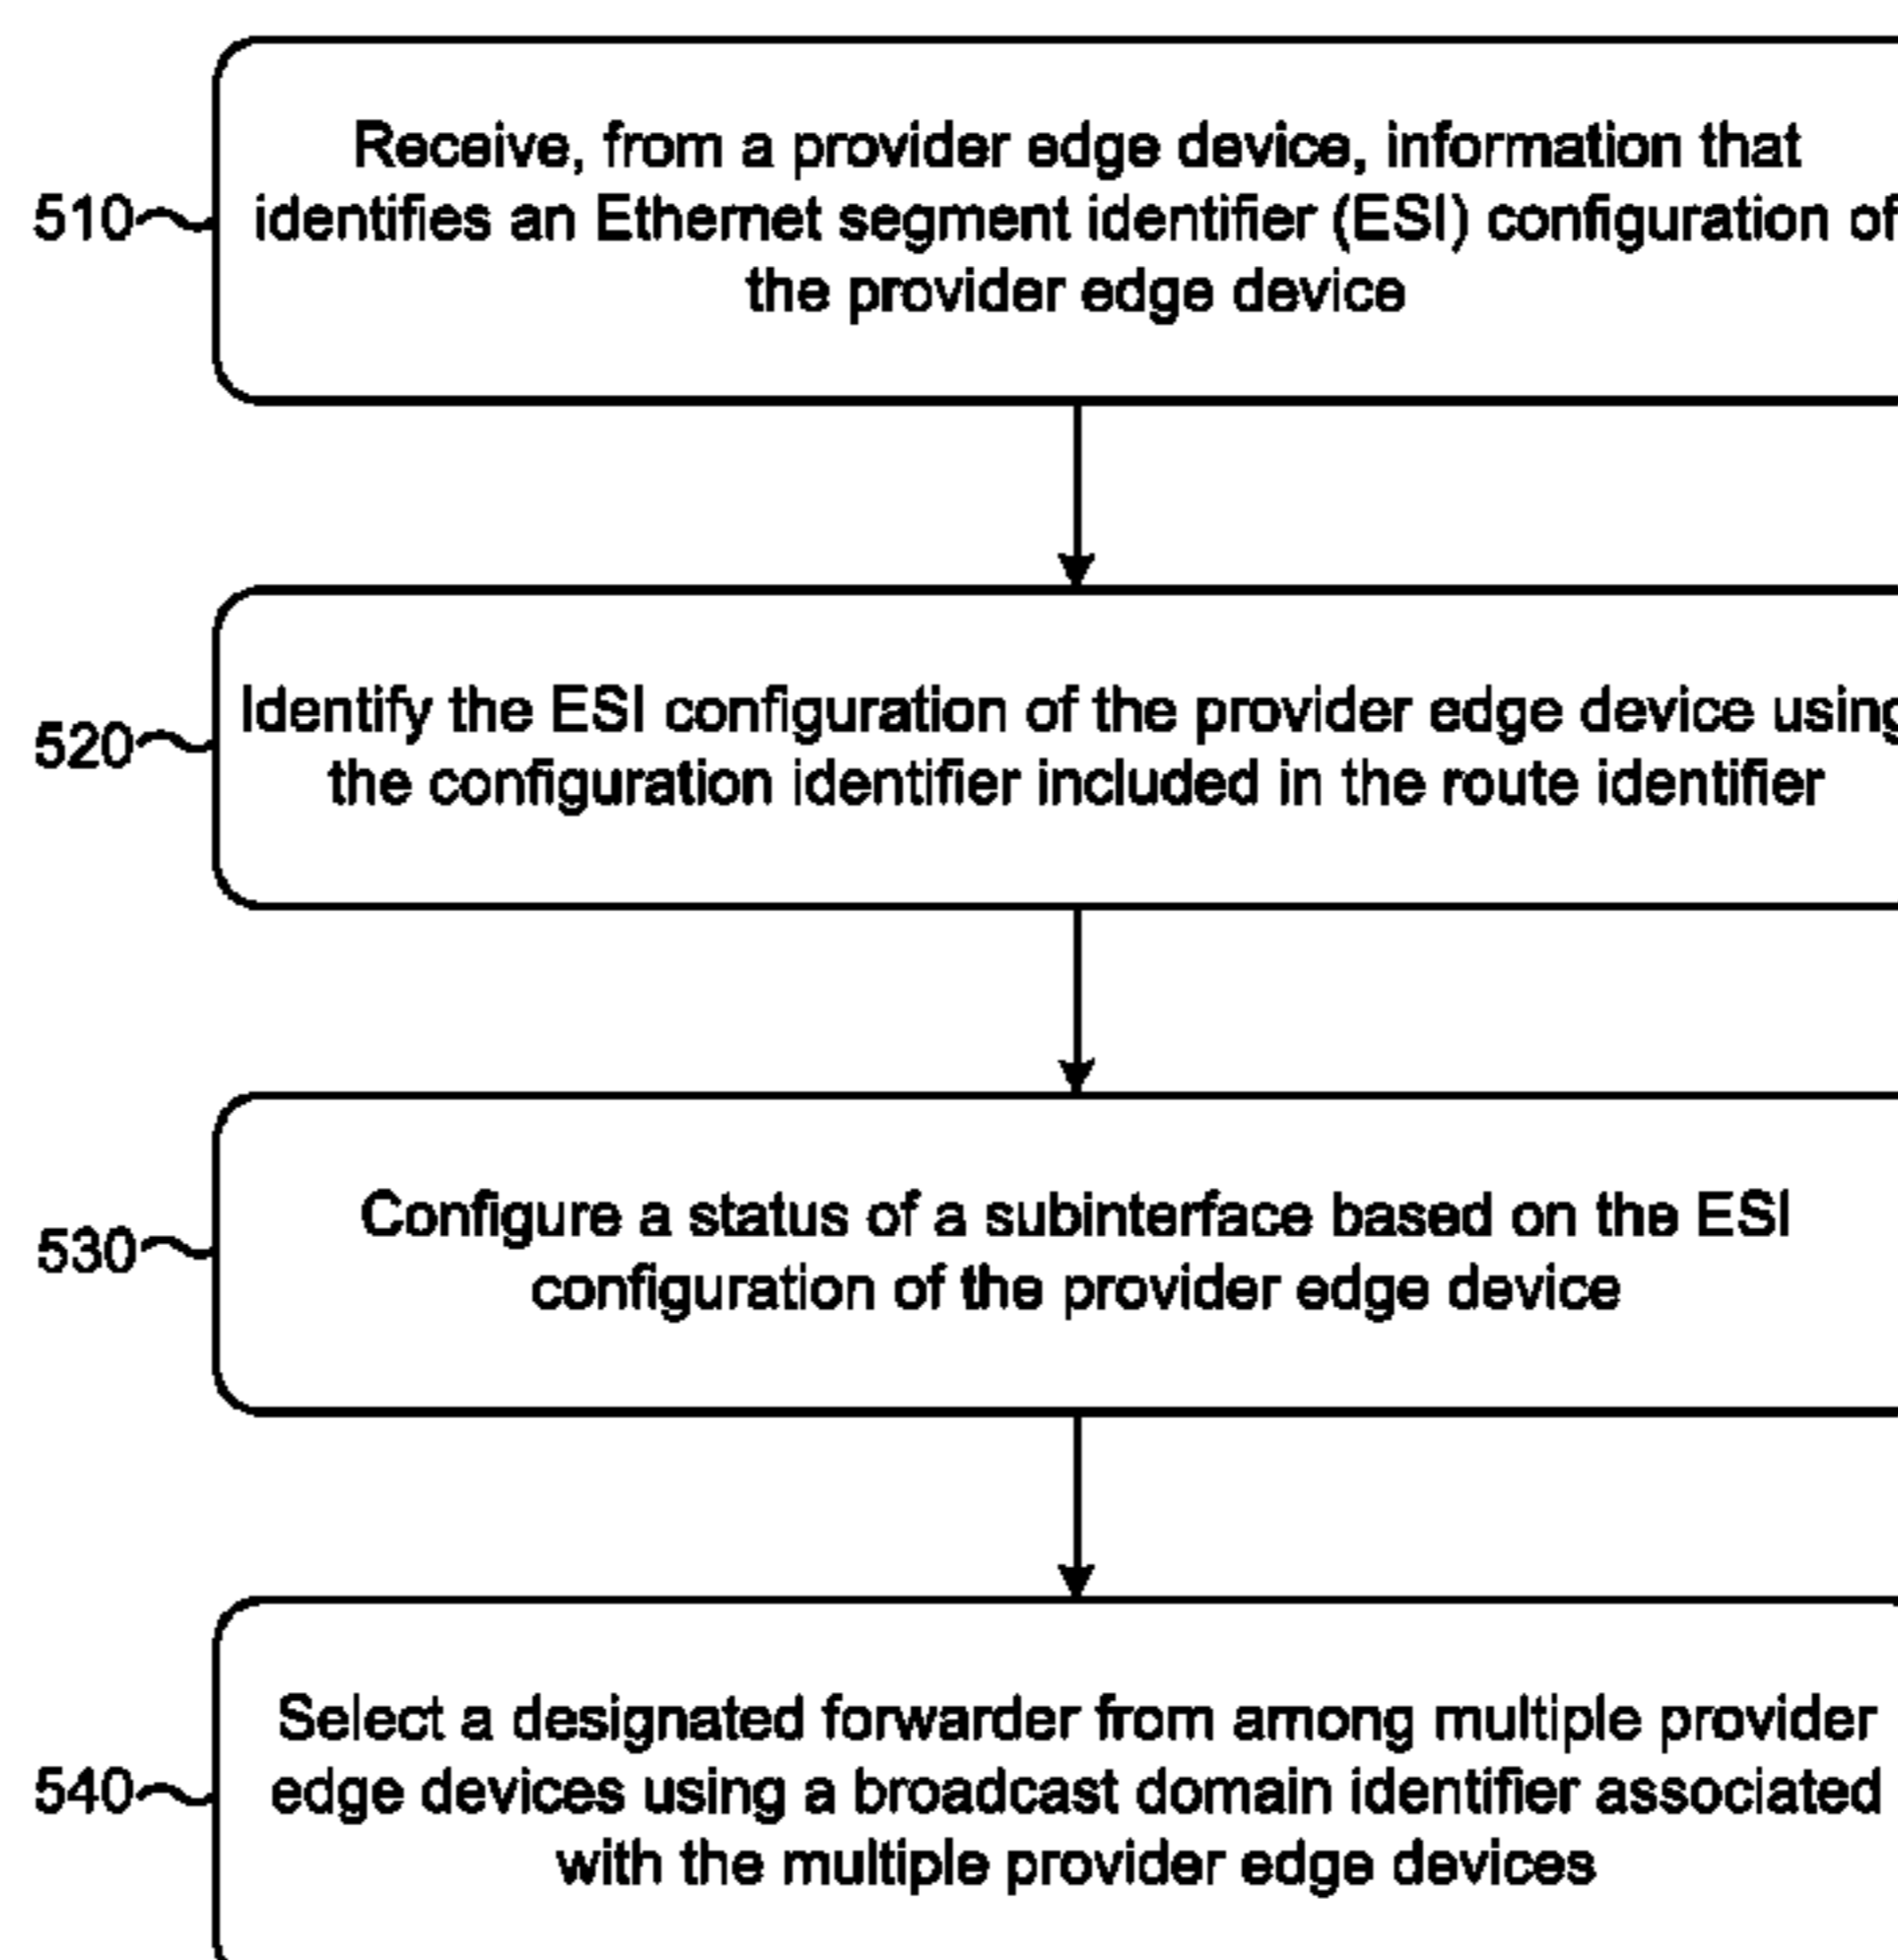 Receive, from a provider edge device, information that
510 identifies an Ethernet segment identifier (ESI) configuration of
the provider edge device
Identify the ESI configuration of the provider edge device using
520
the configuration identifier included in the route identifier
Configure a status of a subinterface based on the ESI
530
configuration of the provider edge device
Select a designated forwarder from among multiple provider
540 edge devices using a broadcast domain identifier associated
with the multiple provider edge devices